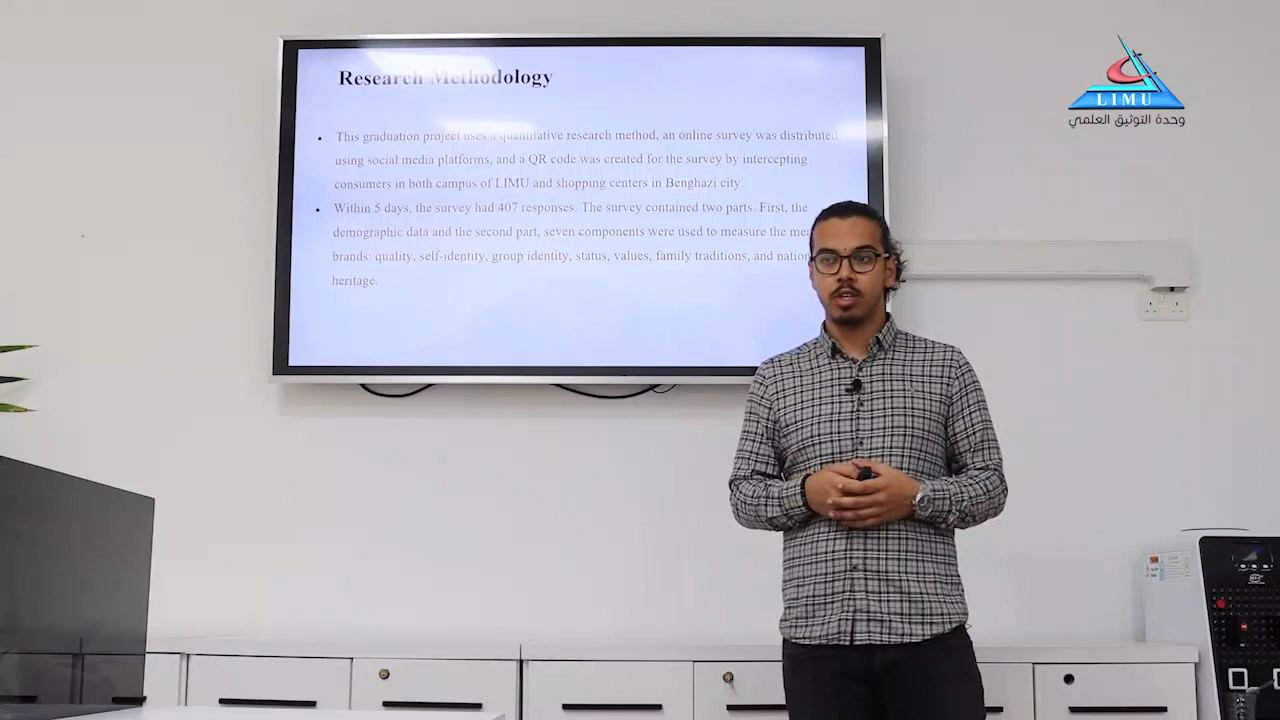 Research Methodology
This graduation project uses a quantitative research method, an online survey was distributed
using social media platforms, and a QR code was created for the survey by intercepting
consumers in both campus of LIMU and shopping centers in Benghazi city.
Within 5 days, the survey had 407 responses. The survey contained two parts. First, the
demographic data and the second part, seven components were used to measure the
brands: quality, self-identity, group identity, status, values, family traditions, and
heritage.
LIMU
وحدة التوثيق العلمي